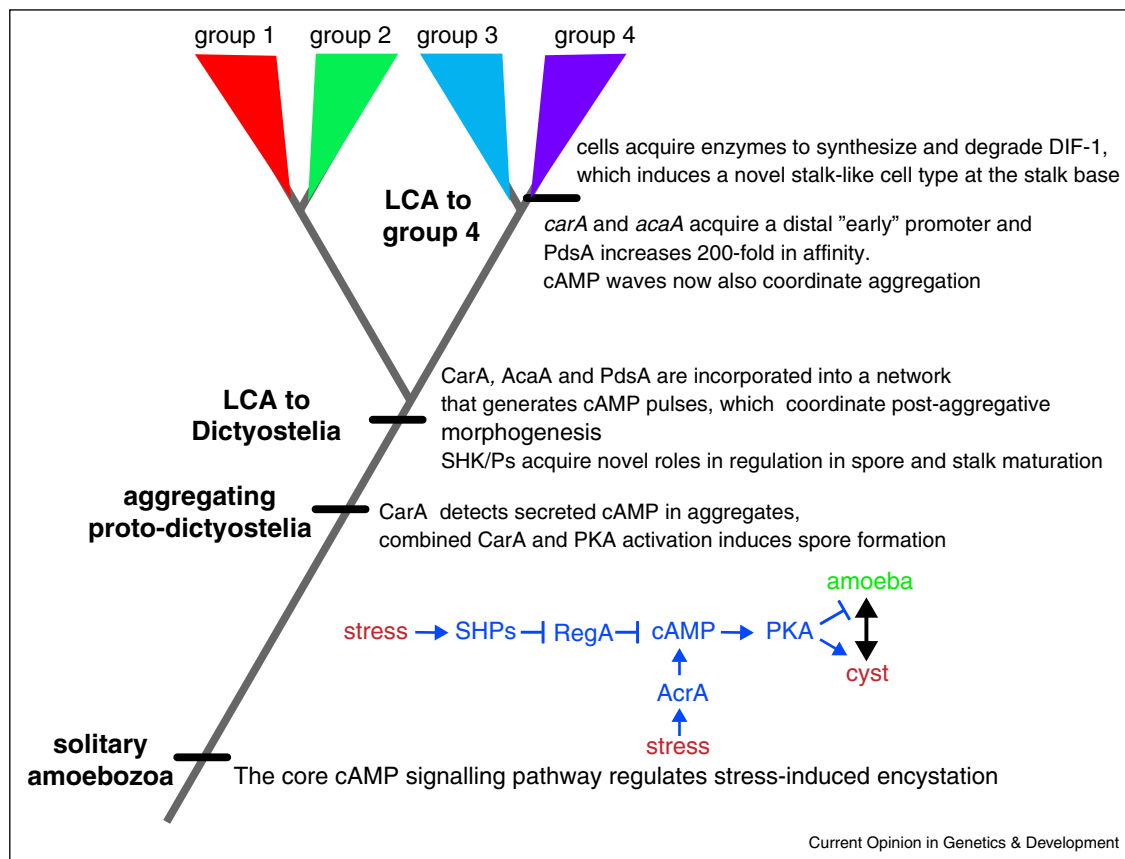 group 1
group 2
group 3
group 4
cells acquire enzymes to synthesize and degrade DIF-1,
which induces a novel stalk-like cell type at the stalk base
LCA to
group 4
carA and acaA acquire a distal ”early” promoter and
PdsA increases 200-fold in affinity.
cAMP waves now also coordinate aggregation
LCA to
Dictyostelia
CarA, AcaA and PdsA are incorporated into a network
that generates cAMP pulses, which coordinate post-aggregative
morphogenesis
SHK/Ps acquire novel roles in regulation in spore and stalk maturation
aggregating
proto-dictyostelia
CarA detects secreted cAMP in aggregates,
combined CarA and PKA activation induces spore formation
amoeba
stress
SHPs
RegA
cAMP
PKA
cyst
AcrA
stress
solitary
amoebozoa
The core cAMP signalling pathway regulates stress-induced encystation
Current Opinion in Genetics & Development